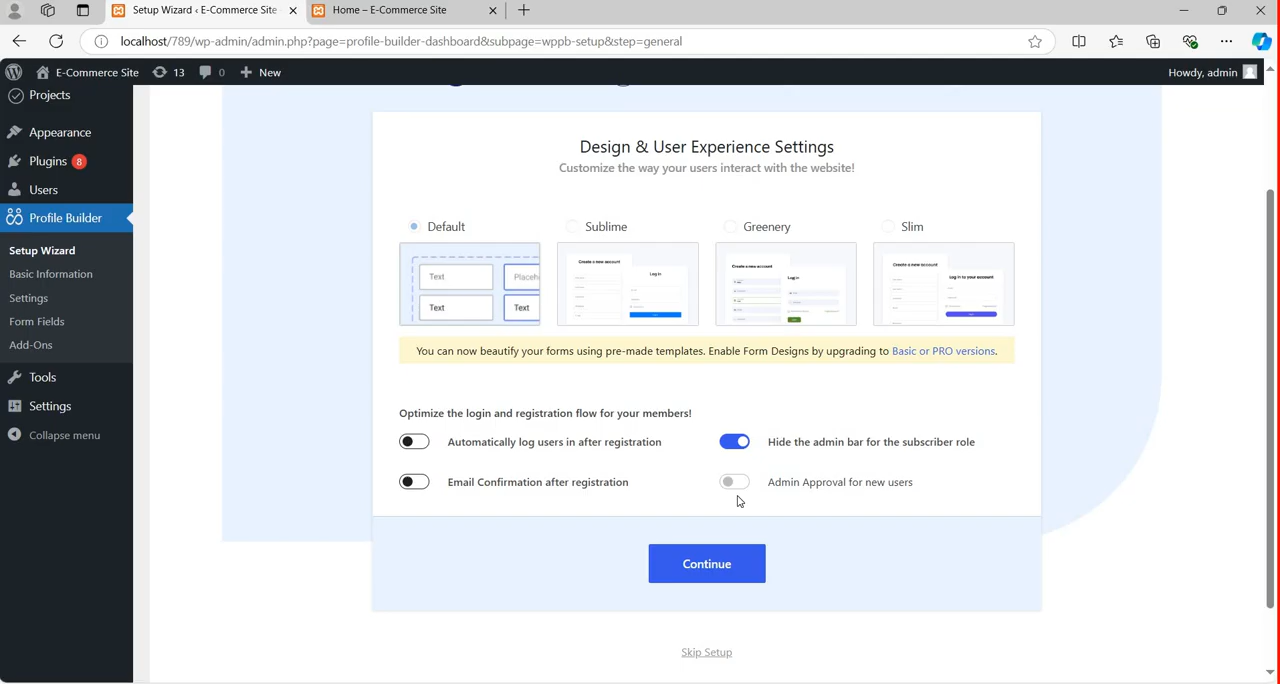 Setup Wizard ‹ E-Commerce Site
Home – E-Commerce Site
localhost/789/wp-admin/admin.php?page=profile-builder-dashboard&subpage=wppb-setup&step=general
E-Commerce Site
13
0
New
Howdy, admin
Projects
Appearance
Plugins 8
Users
Profile Builder
Setup Wizard
Basic Information
Settings
Form Fields
Add-Ons
Tools
Settings
Collapse menu
Design & User Experience Settings
Customize the way your users interact with the website!
Default
Sublime
Greenery
Slim
Text
Placeh
Text
Text
Create a new account
Log in
Create a new account
Log in
Create a new account
Log in to your account
You can now beautify your forms using pre-made templates. Enable Form Designs by upgrading to Basic or PRO versions.
Optimize the login and registration flow for your members!
Automatically log users in after registration
Hide the admin bar for the subscriber role
Email Confirmation after registration
Admin Approval for new users
Continue
Skip Setup